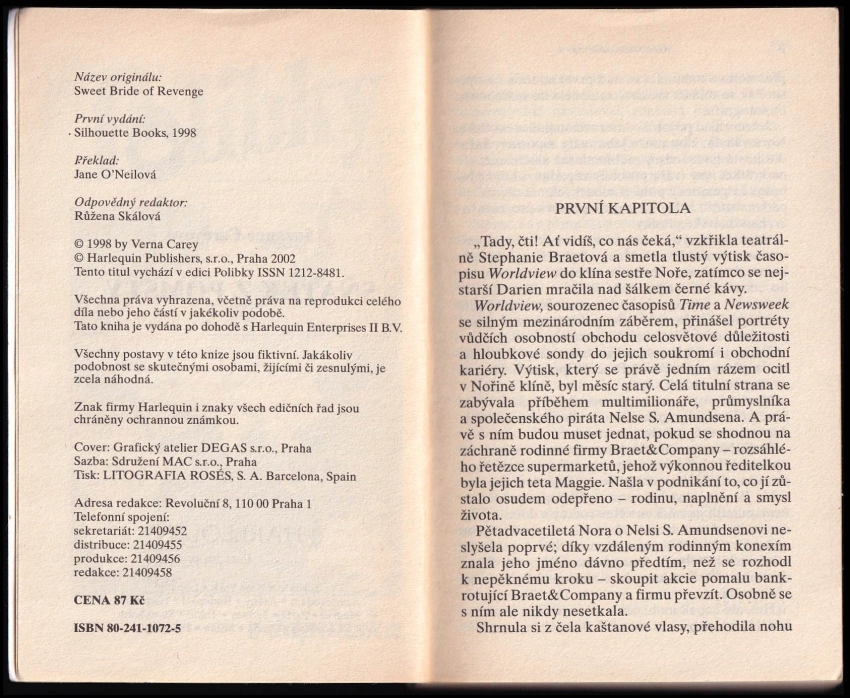 Název originálu:
Sweet Bride of Revenge
První vydání:
Silhouette Books, 1998
Překlad:
Jane O'Neilová
Odpovědný redaktor:
Růžena Skálová
© 1998 by Verna Carey
© Harlequin Publishers, s.r.o., Praha 2002
Tento titul vychází v edici Polibky ISSN 1212-8481.
Všechna práva vyhrazena, včetně práva na reprodukci celého
díla nebo jeho částí v jakékoliv podobě.
Tato kniha je vydána po dohodě s Harlequin Enterprises II B.V.
Všechny postavy v této knize jsou fiktivní. Jakákoliv
podobnost se skutečnými osobami, žijícími či zesnulými, je
zcela náhodná.
Znak firmy Harlequin i znaky všech edičních řad jsou
chráněny ochrannou známkou.
Cover: Grafický atelier DEGAS s.r.o., Praha
Sazba: Sdružení MAC s.r.o., Praha
Tisk: LITOGRAFIA ROSÉS, S. A. Barcelona, Spain
Adresa redakce: Revoluční 8, 110 00 Praha 1
Telefonní spojení:
sekretariát: 21409452
distribuce: 21409455
produkce: 21409456
redakce: 21409458
CENA 87 Kč
ISBN 80-241-1072-5
PRVNÍ KAPITOLA
„Tady, čti! Ať vidíš, co nás čeká,“ vzkřikla teatrál-
ně Stephanie Braetová a smetla tlustý výtisk časo-
pisu Worldview do klína sestře Noře, zatímco se nej-
starší Darien mračila nad šálkem černé kávy.
Worldview, sourozenec časopisů Time a Newsweek
se silným mezinárodním záběrem, přinášel portréty
vůdčích osobností obchodu celosvětové důležitosti
a hloubkové sondy do jejich soukromí i obchodní
kariéry. Výtisk, který se právě jedním rázem ocitl
v Nořině klíně, byl měsíc starý. Celá titulní strana se
zabývala příběhem multimilionáře, průmyslníka
a společenského piráta Nelse S. Amundsena. A prá-
vě s ním budou muset jednat, pokud se shodnou na
záchraně rodinné firmy Braet&Company – rozsáhlé-
ho řetězce supermarketů, jehož výkonnou ředitelkou
byla jejich teta Maggie. Našla v podnikání to, co jí zů-
stalo osudem odepřeno – rodinu, naplnění a smysl
života.
Pětadvacetiletá Nora o Nelsi S. Amundsenovi ne-
slyšela poprvé; díky vzdáleným rodinným konexím
znala jeho jméno dávno předtím, než se rozhodl
k nepěknému kroku – skoupit akcie pomalu bank-
rotující Braet&Company a firmu převzít. Osobně se
s ním ale nikdy nesetkala.
Shrnula si z čela kaštanové vlasy, přehodila nohu